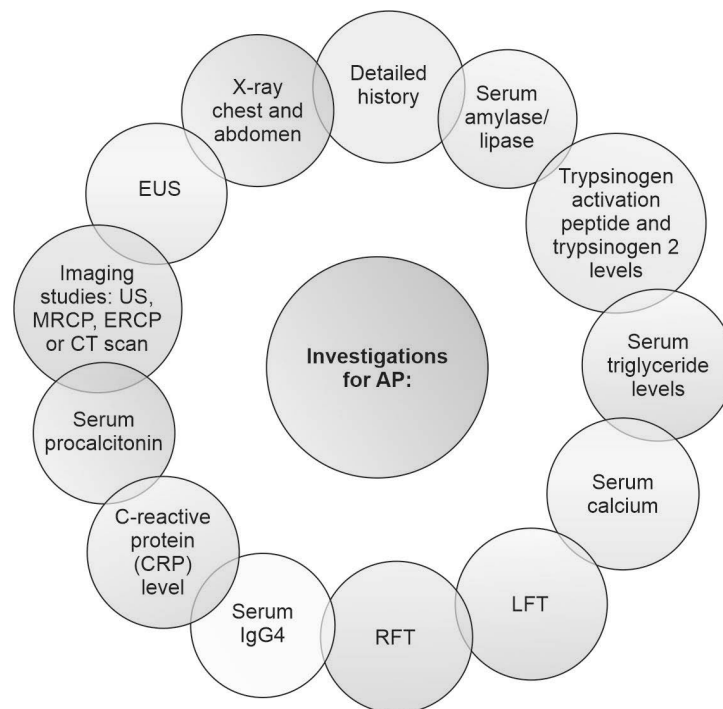 Investigations
for AP:
Detailed
history
Serum
amylase/
lipase
Trypsinogen
activation
peptide and
trypsinogen 2
levels
Serum
triglyceride
levels
Serum
calcium
LFT
RFT
Serum
IgG4
C-reactive
protein
(CRP)
level
Serum
procalcitonin
Imaging
studies: US,
MRCP, ERCP
or CT scan
EUS
X-ray
chest and
abdomen